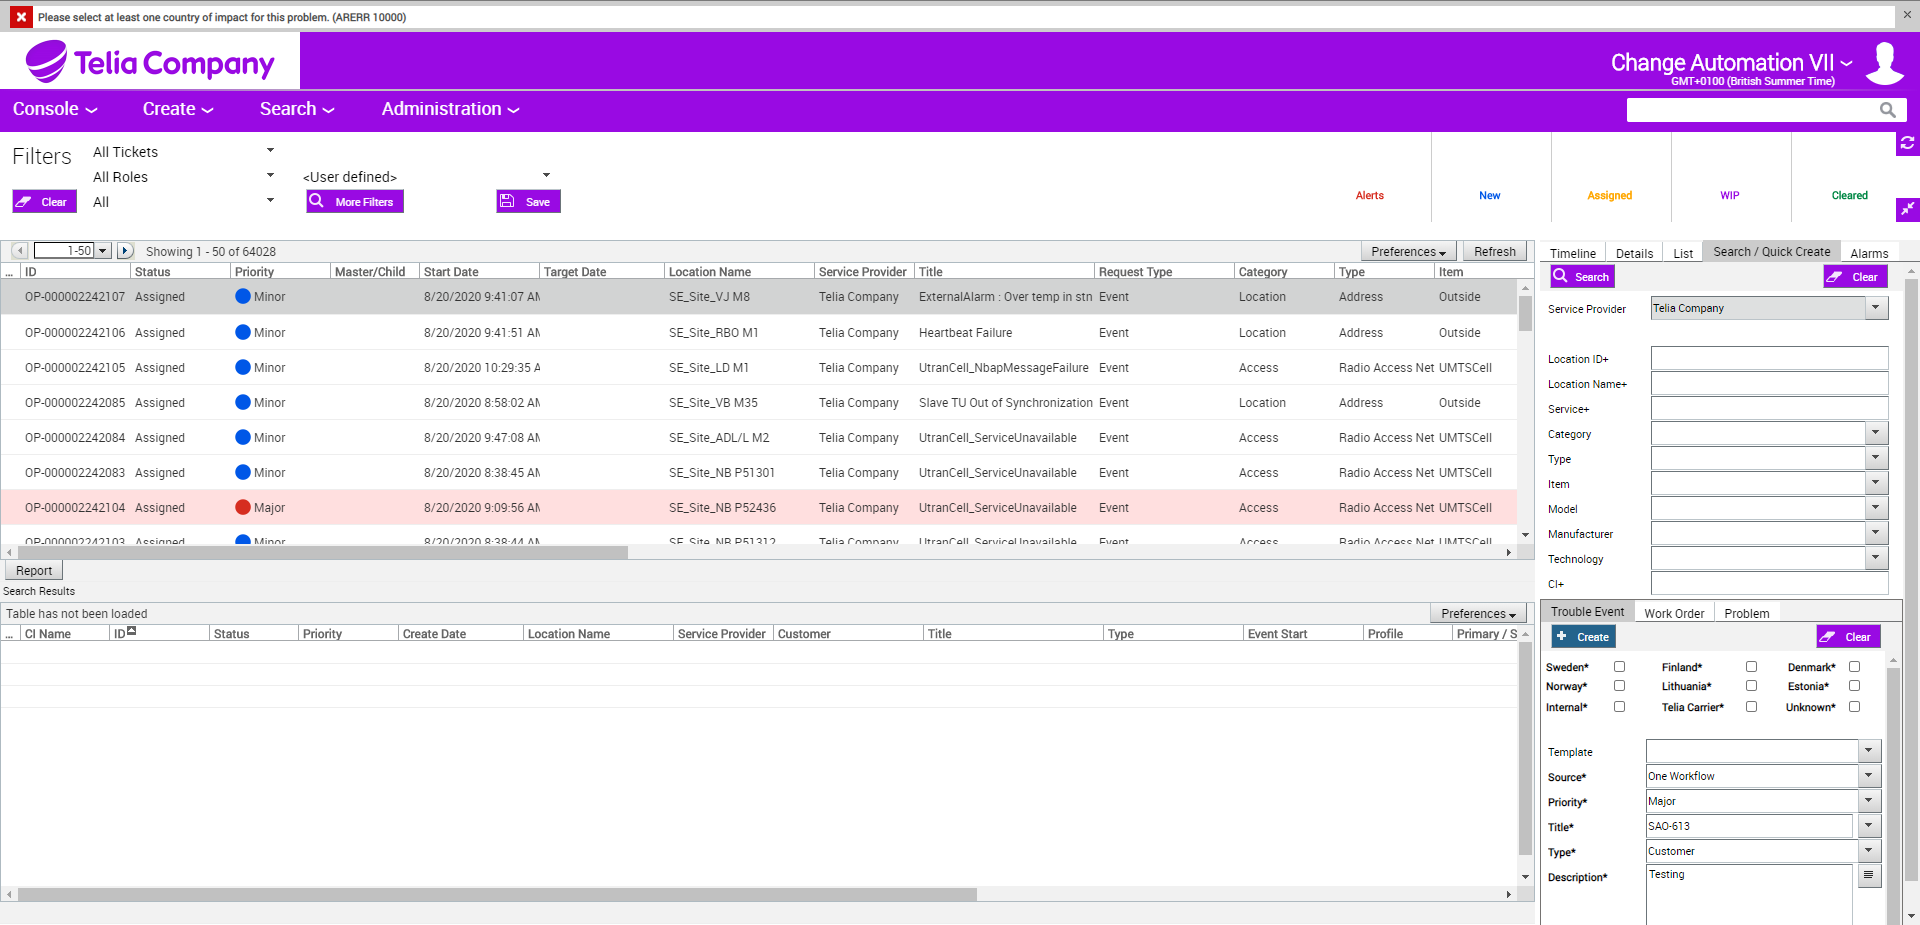 Please select at least one country of impact for this problem. (ARERR 10000)
Telia Company
Change Automation VII
GMT+0100 (British Summer Time)
Console Create Search Administration
Filters All Tickets
All Roles <User defined>
Clear All More Filters Save
Alerts New Assigned WIP Cleared
1-50 Showing 1 - 50 of 64028 Preferences Refresh
... ID Status Priority Master/Child Start Date Target Date Location Name Service Provider Title Request Type Category Type Item
OP-000002242107 Assigned Minor 8/20/2020 9:41:07 AM SE_Site_VJ M8 Telia Company ExternalAlarm : Over temp in stn Event Location Address Outside
OP-000002242106 Assigned Minor 8/20/2020 9:41:51 AM SE_Site_RBO M1 Telia Company Heartbeat Failure Event Location Address Outside
OP-000002242105 Assigned Minor 8/20/2020 10:29:35 A SE_Site_LD M1 Telia Company UtranCell_NbapMessageFailure Event Access Radio Access Net UMTSCell
OP-000002242085 Assigned Minor 8/20/2020 8:58:02 AM SE_Site_VB M35 Telia Company Slave TU Out of Synchronization Event Location Address Outside
OP-000002242084 Assigned Minor 8/20/2020 9:47:08 AM SE_Site_ADL/L M2 Telia Company UtranCell_ServiceUnavailable Event Access Radio Access Net UMTSCell
OP-000002242083 Assigned Minor 8/20/2020 8:38:45 AM SE_Site_NB P51301 Telia Company UtranCell_ServiceUnavailable Event Access Radio Access Net UMTSCell
OP-000002242104 Assigned Major 8/20/2020 9:09:56 AM SE_Site_NB P52436 Telia Company UtranCell_ServiceUnavailable Event Access Radio Access Net UMTSCell
OP-000002242103 Assigned Minor 8/20/2020 8:38:44 AM SE_Site_NB P51312 Telia Company UtranCell_ServiceUnavailable Event Access Radio Access Net UMTSCell
Report
Search Results
Table has not been loaded Preferences
... CI Name ID Status Priority Create Date Location Name Service Provider Customer Title Type Event Start Profile Primary / S
Timeline Details List Search / Quick Create Alarms
Search Clear
Service Provider Telia Company
Location ID+
Location Name+
Service+
Category
Type
Item
Model
Manufacturer
Technology
CI+
Trouble Event Work Order Problem
Create Clear
Sweden* Finland* Denmark*
Norway* Lithuania* Estonia*
Internal* Telia Carrier* Unknown*
Template
Source* One Workflow
Priority* Major
Title* SAO-613
Type* Customer
Description* Testing